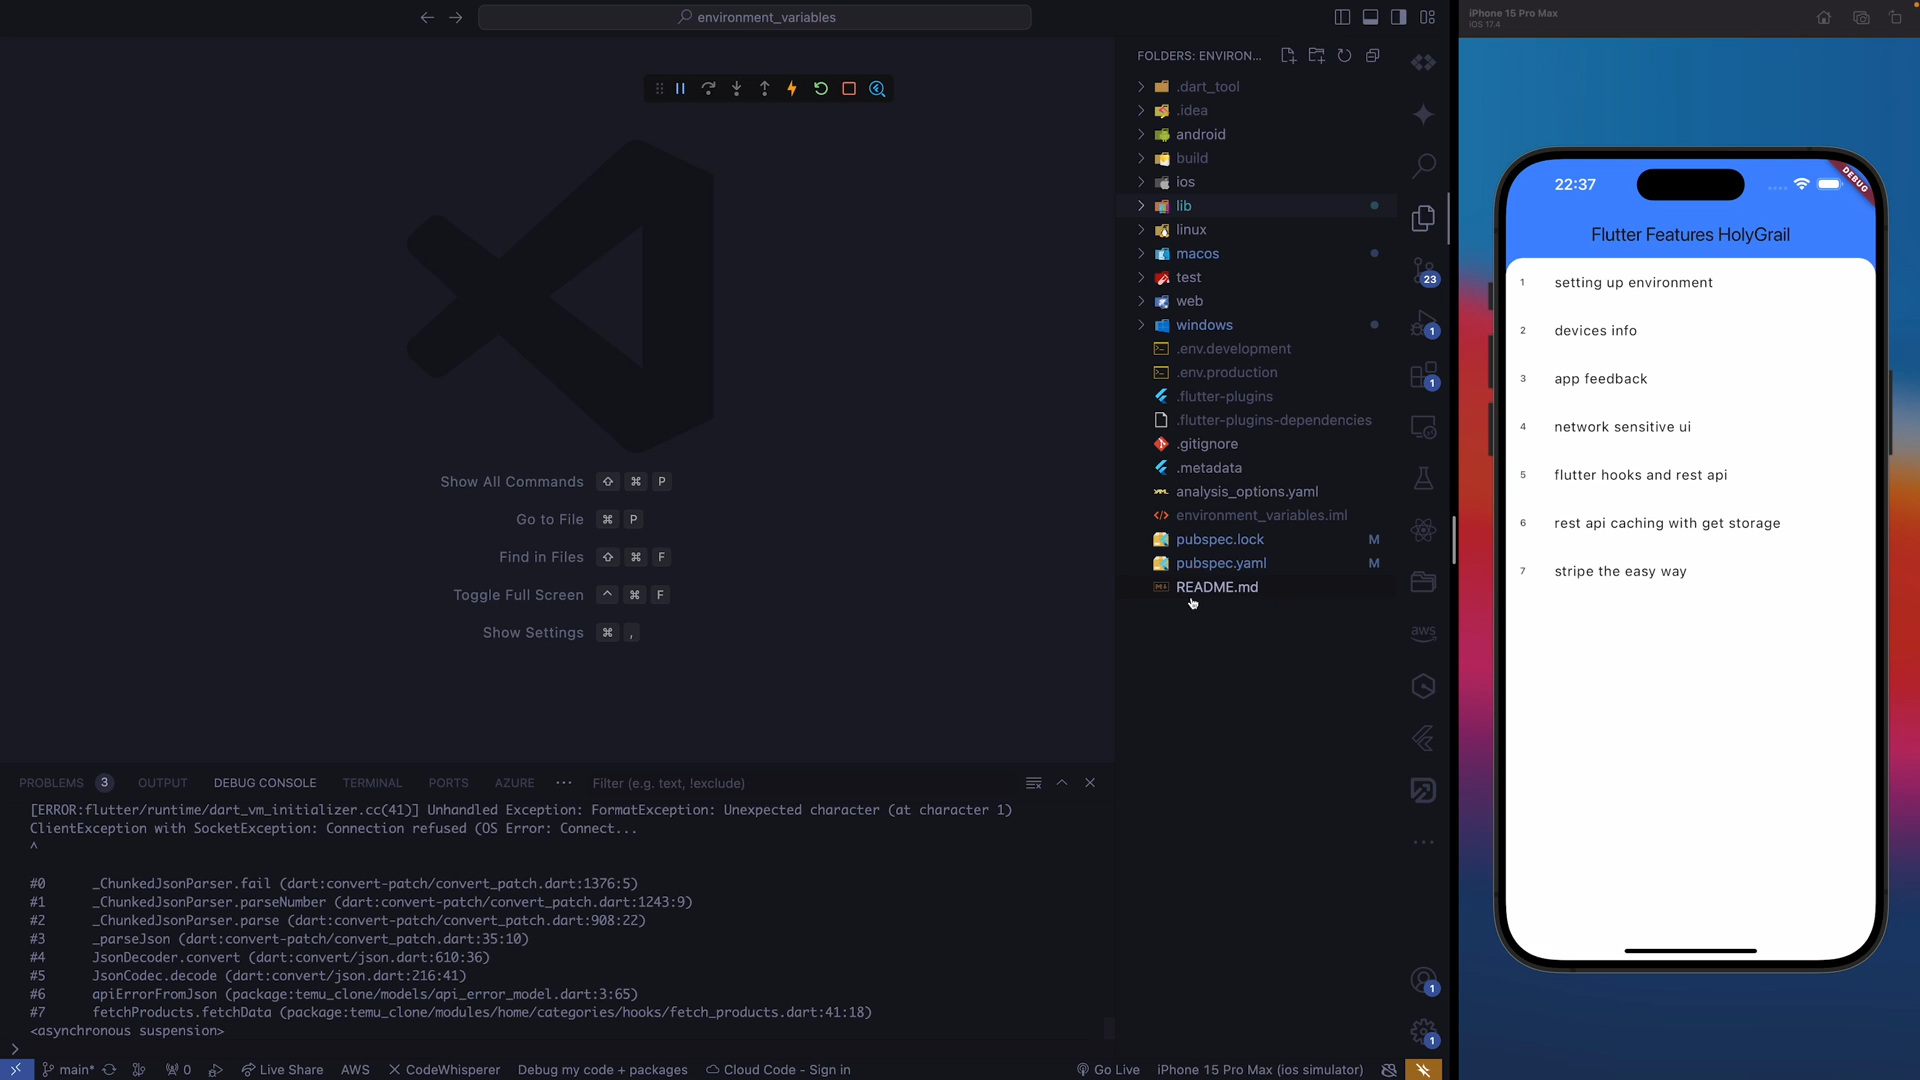 environment_variables
FOLDERS: ENVIRON...
.dart_tool
.idea
android
build
ios
lib
linux
macos
test
web
windows
.env.development
.env.production
.flutter-plugins
.flutter-plugins-dependencies
.gitignore
.metadata
analysis_options.yaml
environment_variables.iml
pubspec.lock M
pubspec.yaml M
README.md
23
1
1
aws
1
1
Show All Commands ⇧ ⌘ P
Go to File ⌘ P
Find in Files ⇧ ⌘ F
Toggle Full Screen ^ ⌘ F
Show Settings ⌘ ,
PROBLEMS 3 OUTPUT DEBUG CONSOLE TERMINAL PORTS AZURE ... Filter (e.g. text, !exclude)
[ERROR:flutter/runtime/dart_vm_initializer.cc(41)] Unhandled Exception: FormatException: Unexpected character (at character 1)
ClientException with SocketException: Connection refused (OS Error: Connect...
^
#0 _ChunkedJsonParser.fail (dart:convert-patch/convert_patch.dart:1376:5)
#1 _ChunkedJsonParser.parseNumber (dart:convert-patch/convert_patch.dart:1243:9)
#2 _ChunkedJsonParser.parse (dart:convert-patch/convert_patch.dart:908:22)
#3 _parseJson (dart:convert-patch/convert_patch.dart:35:10)
#4 JsonDecoder.convert (dart:convert/json.dart:610:36)
#5 JsonCodec.decode (dart:convert/json.dart:216:41)
#6 apiErrorFromJson (package:temu_clone/models/api_error_model.dart:3:65)
#7 fetchProducts.fetchData (package:temu_clone/modules/home/categories/hooks/fetch_products.dart:41:18)
<asynchronous suspension>
main* 0 Live Share AWS CodeWhisperer Debug my code + packages Cloud Code - Sign in Go Live iPhone 15 Pro Max (ios simulator)
iPhone 15 Pro Max
iOS 17.4
22:37
DEBUG
Flutter Features HolyGrail
1 setting up environment
2 devices info
3 app feedback
4 network sensitive ui
5 flutter hooks and rest api
6 rest api caching with get storage
7 stripe the easy way